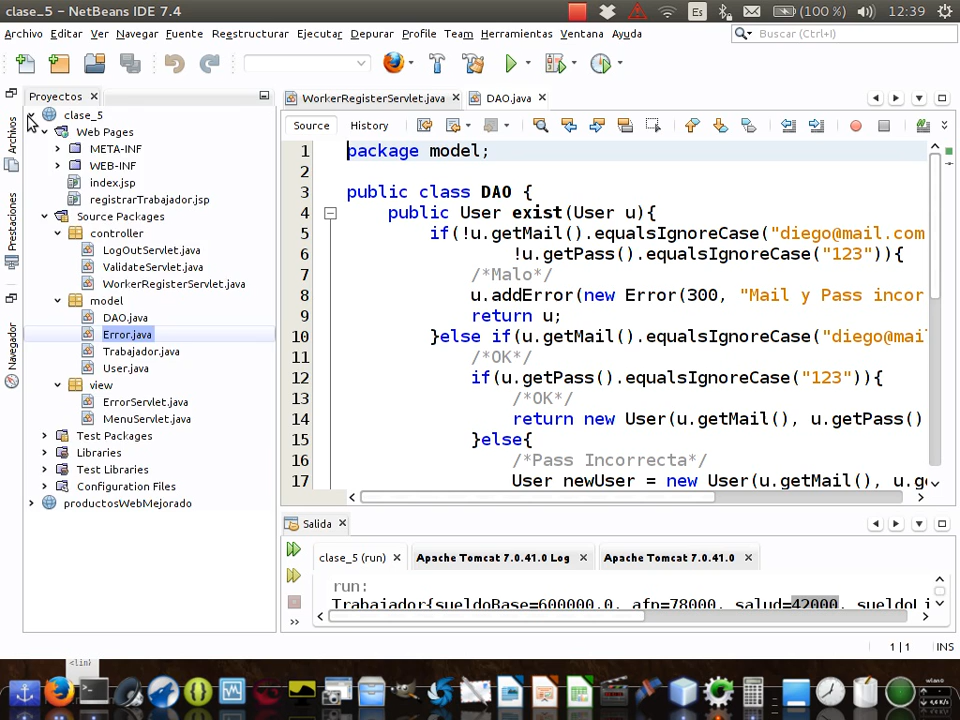 clase_5 - NetBeans IDE 7.4
Es
(100 %)
12:39
Archivo Editar Ver Navegar Fuente Reestructurar Ejecutar Depurar Profile Team Herramientas Ventana Ayuda
Buscar (Ctrl+I)
Proyectos
WorkerRegisterServlet.java
DAO.java
Archivos
Prestaciones
Navegador
clase_5
Web Pages
META-INF
WEB-INF
index.jsp
registrarTrabajador.jsp
Source Packages
controller
LogOutServlet.java
ValidateServlet.java
WorkerRegisterServlet.java
model
DAO.java
Error.java
Trabajador.java
User.java
view
ErrorServlet.java
MenuServlet.java
Test Packages
Libraries
Test Libraries
Configuration Files
productosWebMejorado
Source History
1 package model;
2
3 public class DAO {
4 public User exist(User u){
5 if(!u.getMail().equalsIgnoreCase("diego@mail.com
6 !u.getPass().equalsIgnoreCase("123")){
7 /*Malo*/
8 u.addError(new Error(300, "Mail y Pass incor
9 return u;
10 }else if(u.getMail().equalsIgnoreCase("diego@mai
11 /*OK*/
12 if(u.getPass().equalsIgnoreCase("123")){
13 /*OK*/
14 return new User(u.getMail(), u.getPass()
15 }else{
16 /*Pass Incorrecta*/
17 User newUser = new User(u.getMail(), u.ge
Salida
clase_5 (run)
Apache Tomcat 7.0.41.0 Log
Apache Tomcat 7.0.41.0
run:
Trabajador{sueldoBase=600000.0, afp=78000, salud=42000, sueldoLi
1|1
INS